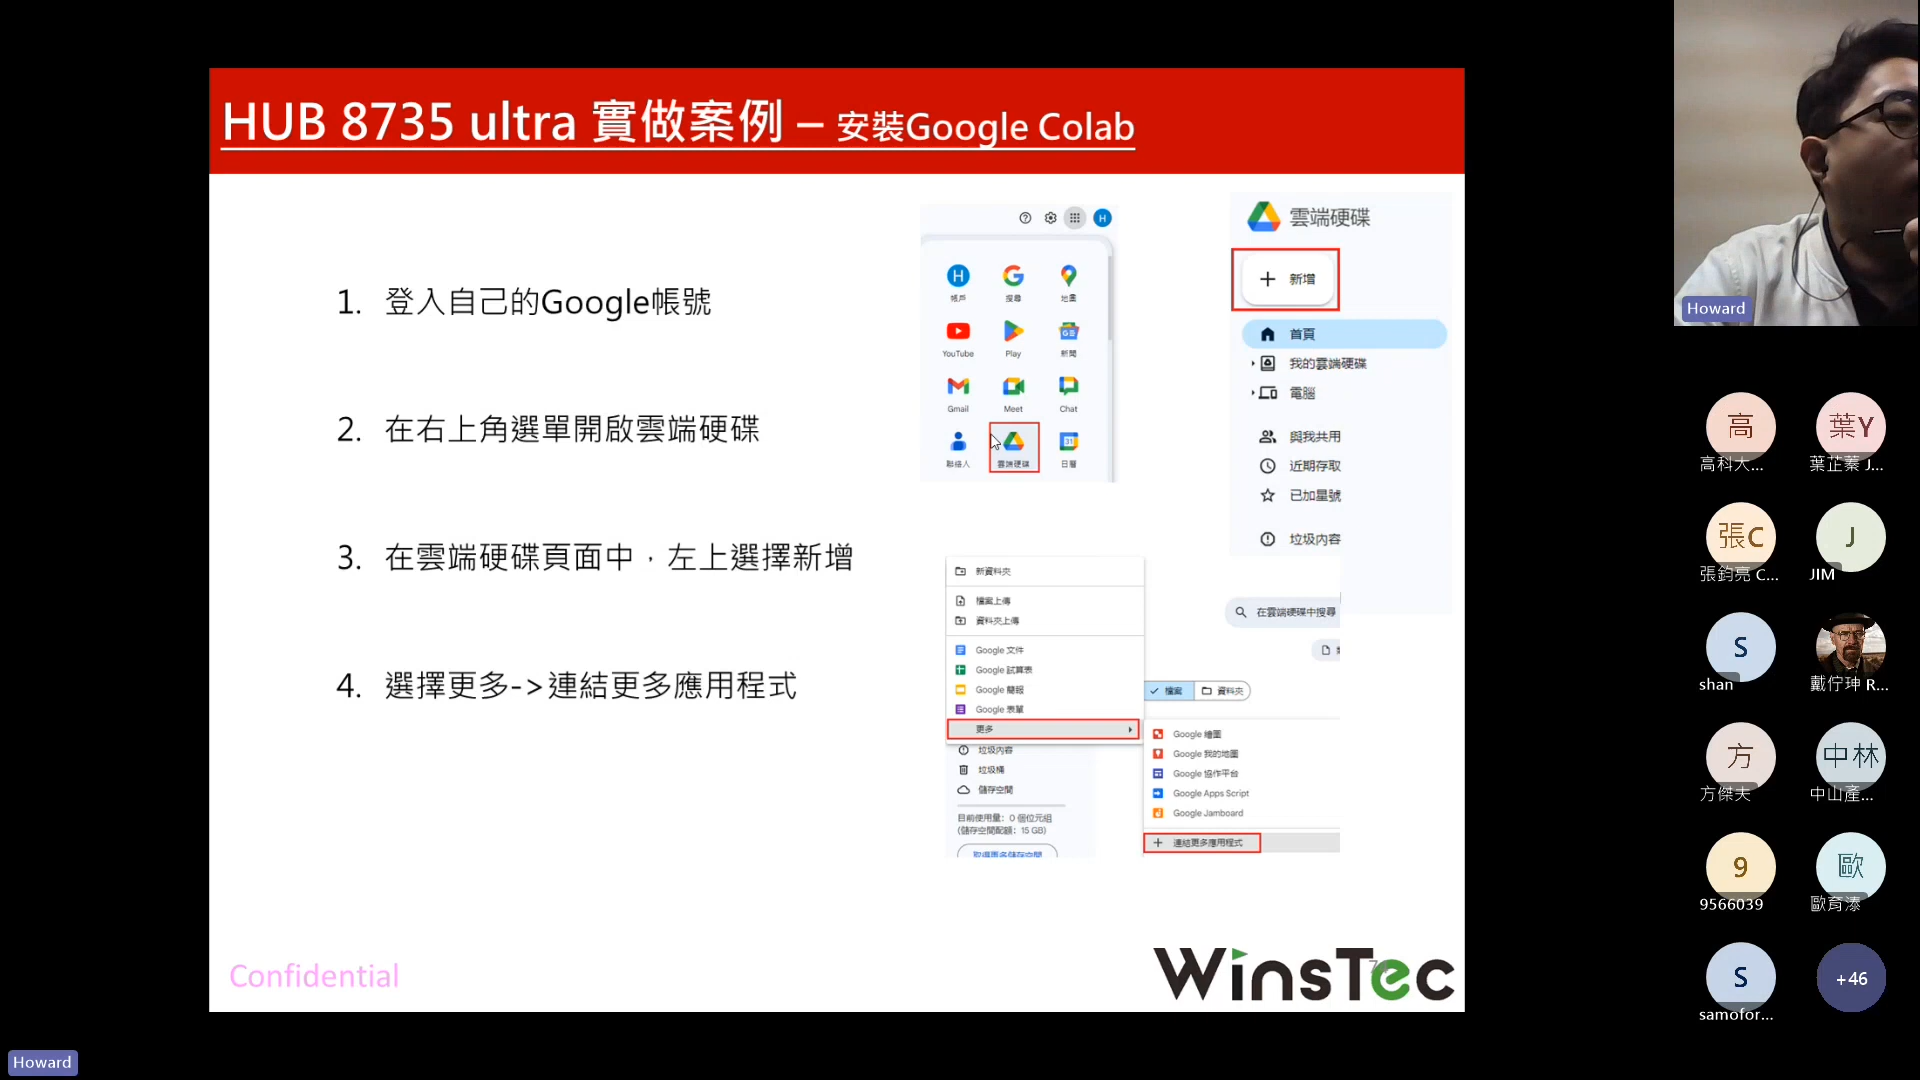 HUB 8735 ultra 實做案例 – 安裝Google Colab
1. 登入自己的Google帳號
2. 在右上角選單開啟雲端硬碟
3. 在雲端硬碟頁面中，左上選擇新增
4. 選擇更多->連結更多應用程式
H
H
帳戶
搜尋
地圖
YouTube
Play
新聞
Gmail
Meet
Chat
聯絡人
雲端硬碟
31
日曆
雲端硬碟
新增
首頁
我的雲端硬碟
電腦
與我共用
近期存取
已加星號
垃圾內容
在雲端硬碟中搜尋
新資料夾
檔案上傳
資料夾上傳
Google 文件
Google 試算表
Google 簡報
Google 表單
更多
垃圾內容
垃圾桶
儲存空間
目前使用量：0 個位元組
(儲存空間配額：15 GB)
取得更多儲存空間
檔案
資料夾
Google 繪圖
Google 我的地圖
Google 協作平台
Google Apps Script
Google Jamboard
連結更多應用程式
Confidential
WinsTec
Howard
高
高科大...
葉Y
葉芷蓁 J...
張C
張鈞亮 C...
J
JIM
S
shan
戴佇珅 R...
方
方傑夫
中林
中山產...
9
9566039
歐
歐育溙
S
samofor...
+46
Howard